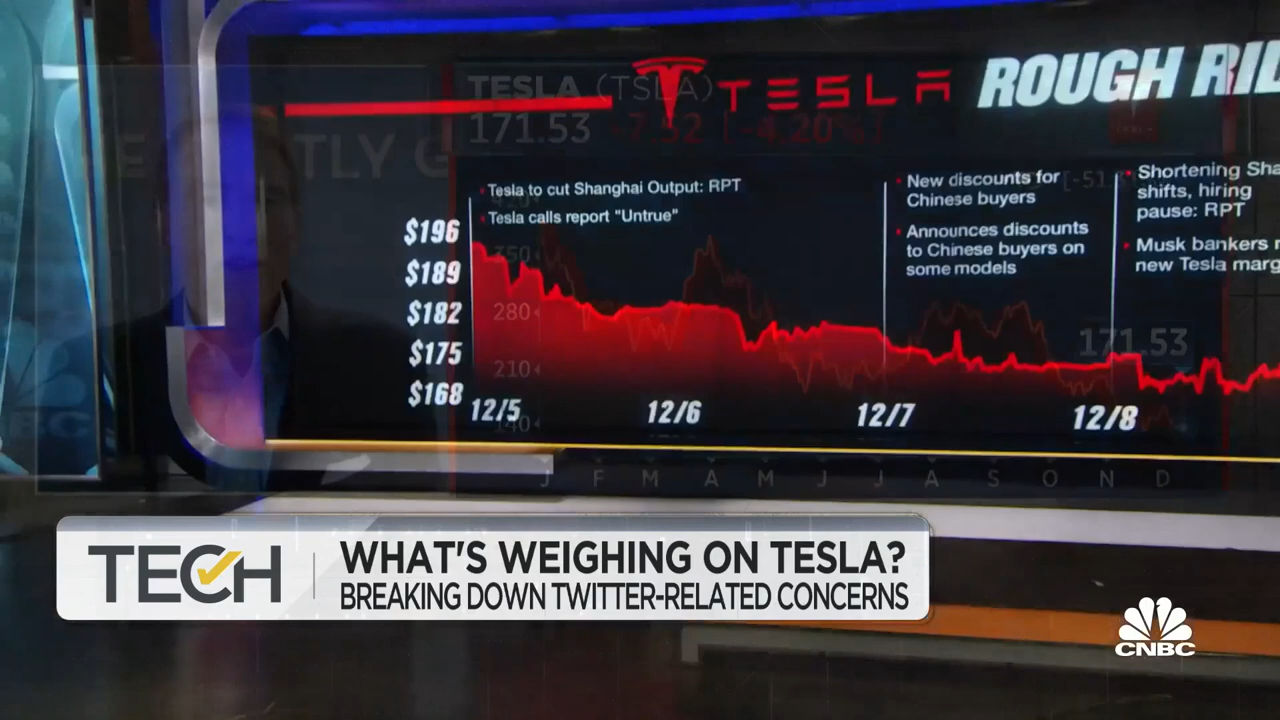 TESLA ROUGH RID
TESLA (TSLA)
171.53 -7.52 [-4.20%]
TLY G
• Tesla to cut Shanghai Output: RPT
• Tesla calls report "Untrue"
• New discounts for
Chinese buyers
• Announces discounts
to Chinese buyers on
some models
• Shortening Sha
shifts, hiring
pause: RPT
• Musk bankers
new Tesla marg
$196
$189
$182
$175
$168
350
280
210
140
171.53
12/5 12/6 12/7 12/8
J F M A M J J A S O N D
TECH
WHAT'S WEIGHING ON TESLA?
BREAKING DOWN TWITTER-RELATED CONCERNS
CNBC